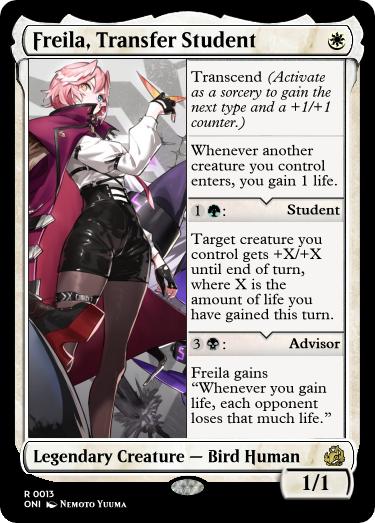 Freila, Transfer Student
Transcend (Activate
as a sorcery to gain the
next type and a +1/+1
counter.)
Whenever another
creature you control
enters, you gain 1 life.
1 : Student
Target creature you
control gets +X/+X
until end of turn,
where X is the
amount of life you
have gained this turn.
3 : Advisor
Freila gains
“Whenever you gain
life, each opponent
loses that much life.”
Legendary Creature — Bird Human
1/1
R 0013
ONI Nemoto Yuuma